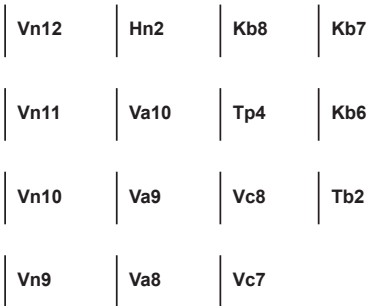 Vn12 Hn2 Kb8 Kb7
Vn11 Va10 Tp4 Kb6
Vn10 Va9 Vc8 Tb2
Vn9 Va8 Vc7